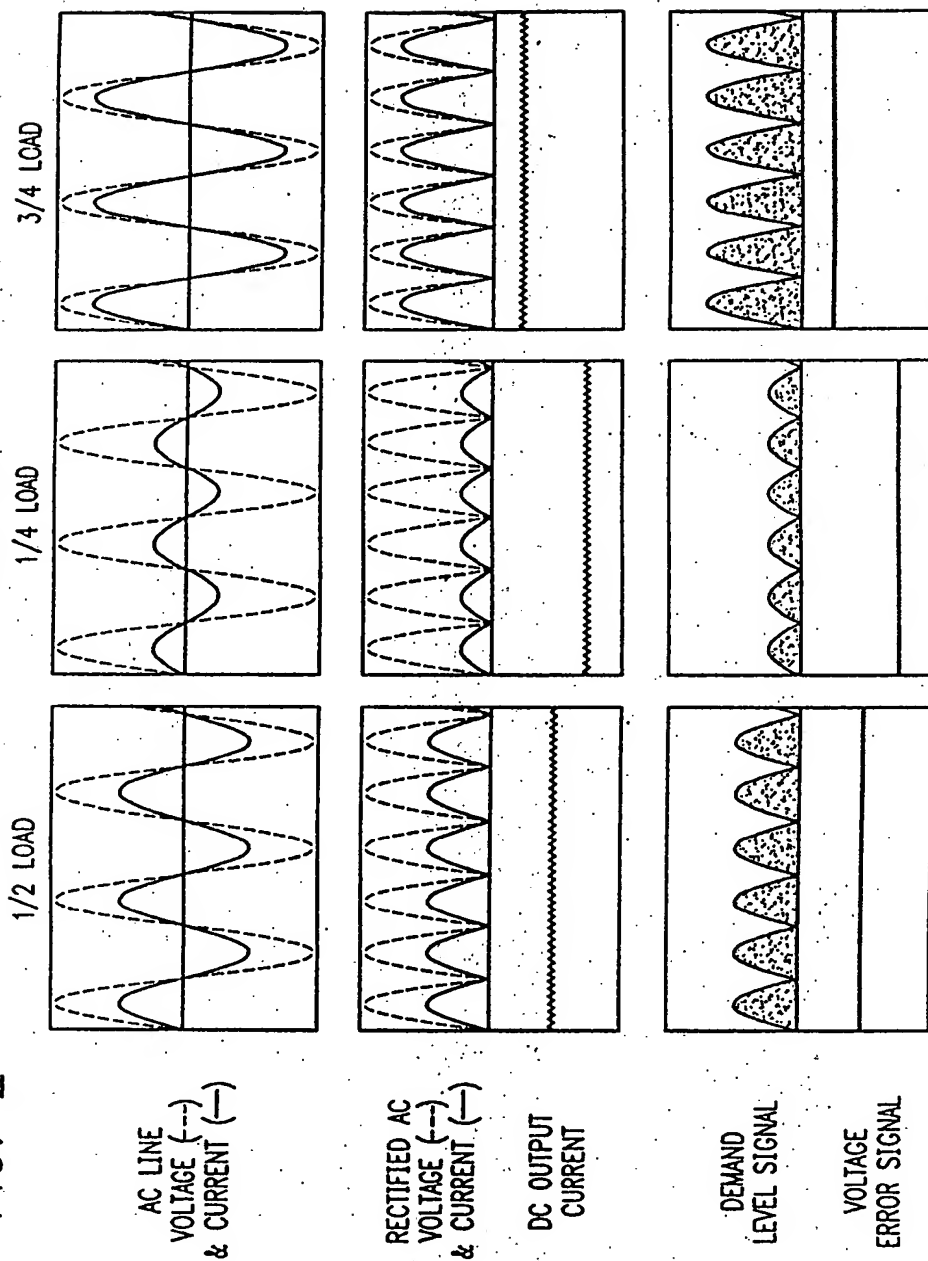 1/2 LOAD
1/4 LOAD
3/4 LOAD
AC LINE
VOLTAGE (---)
& CURRENT (—)
RECTIFIED AC
VOLTAGE (---)
& CURRENT (—)
DC OUTPUT
CURRENT
DEMAND
LEVEL SIGNAL
VOLTAGE
ERROR SIGNAL